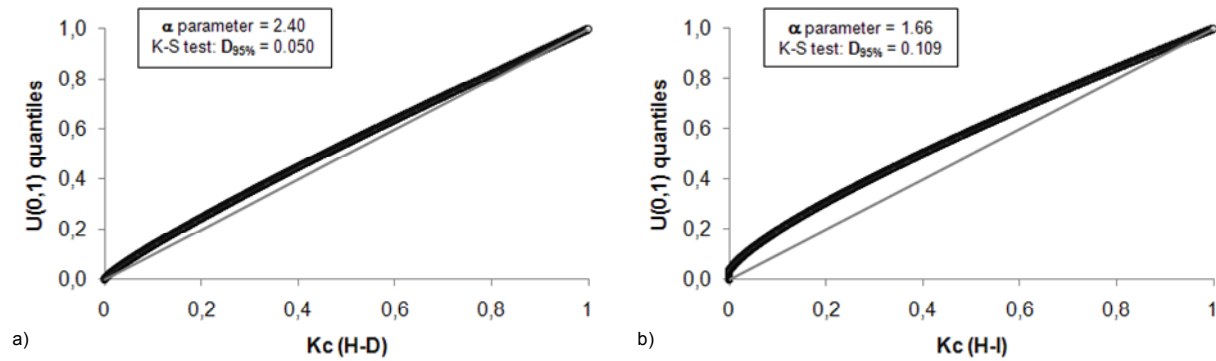 α parameter = 2.40
K-S test: D95% = 0.050
1,0
0,8
0,6
0,4
0,2
0,0
U(0,1) quantiles
0 0,2 0,4 0,6 0,8 1
a)
Kc (H-D)
α parameter = 1.66
K-S test: D95% = 0.109
1,0
0,8
0,6
0,4
0,2
0,0
U(0,1) quantiles
0 0,2 0,4 0,6 0,8 1
b)
Kc (H-I)